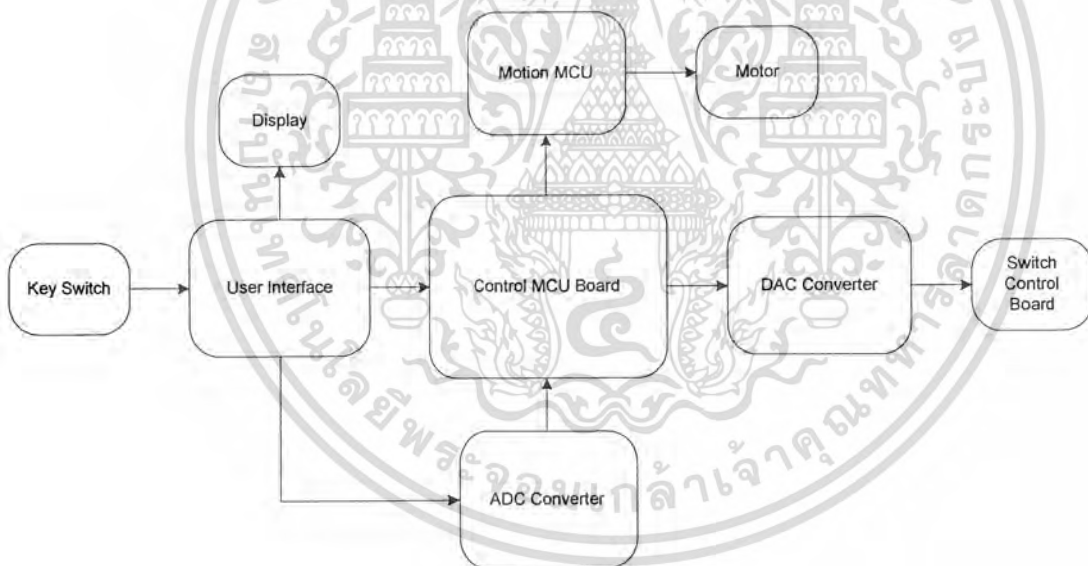 Motion MCU
Motor
Display
Key Switch
User Interface
Control MCU Board
DAC Converter
Switch
Control
Board
ADC Converter